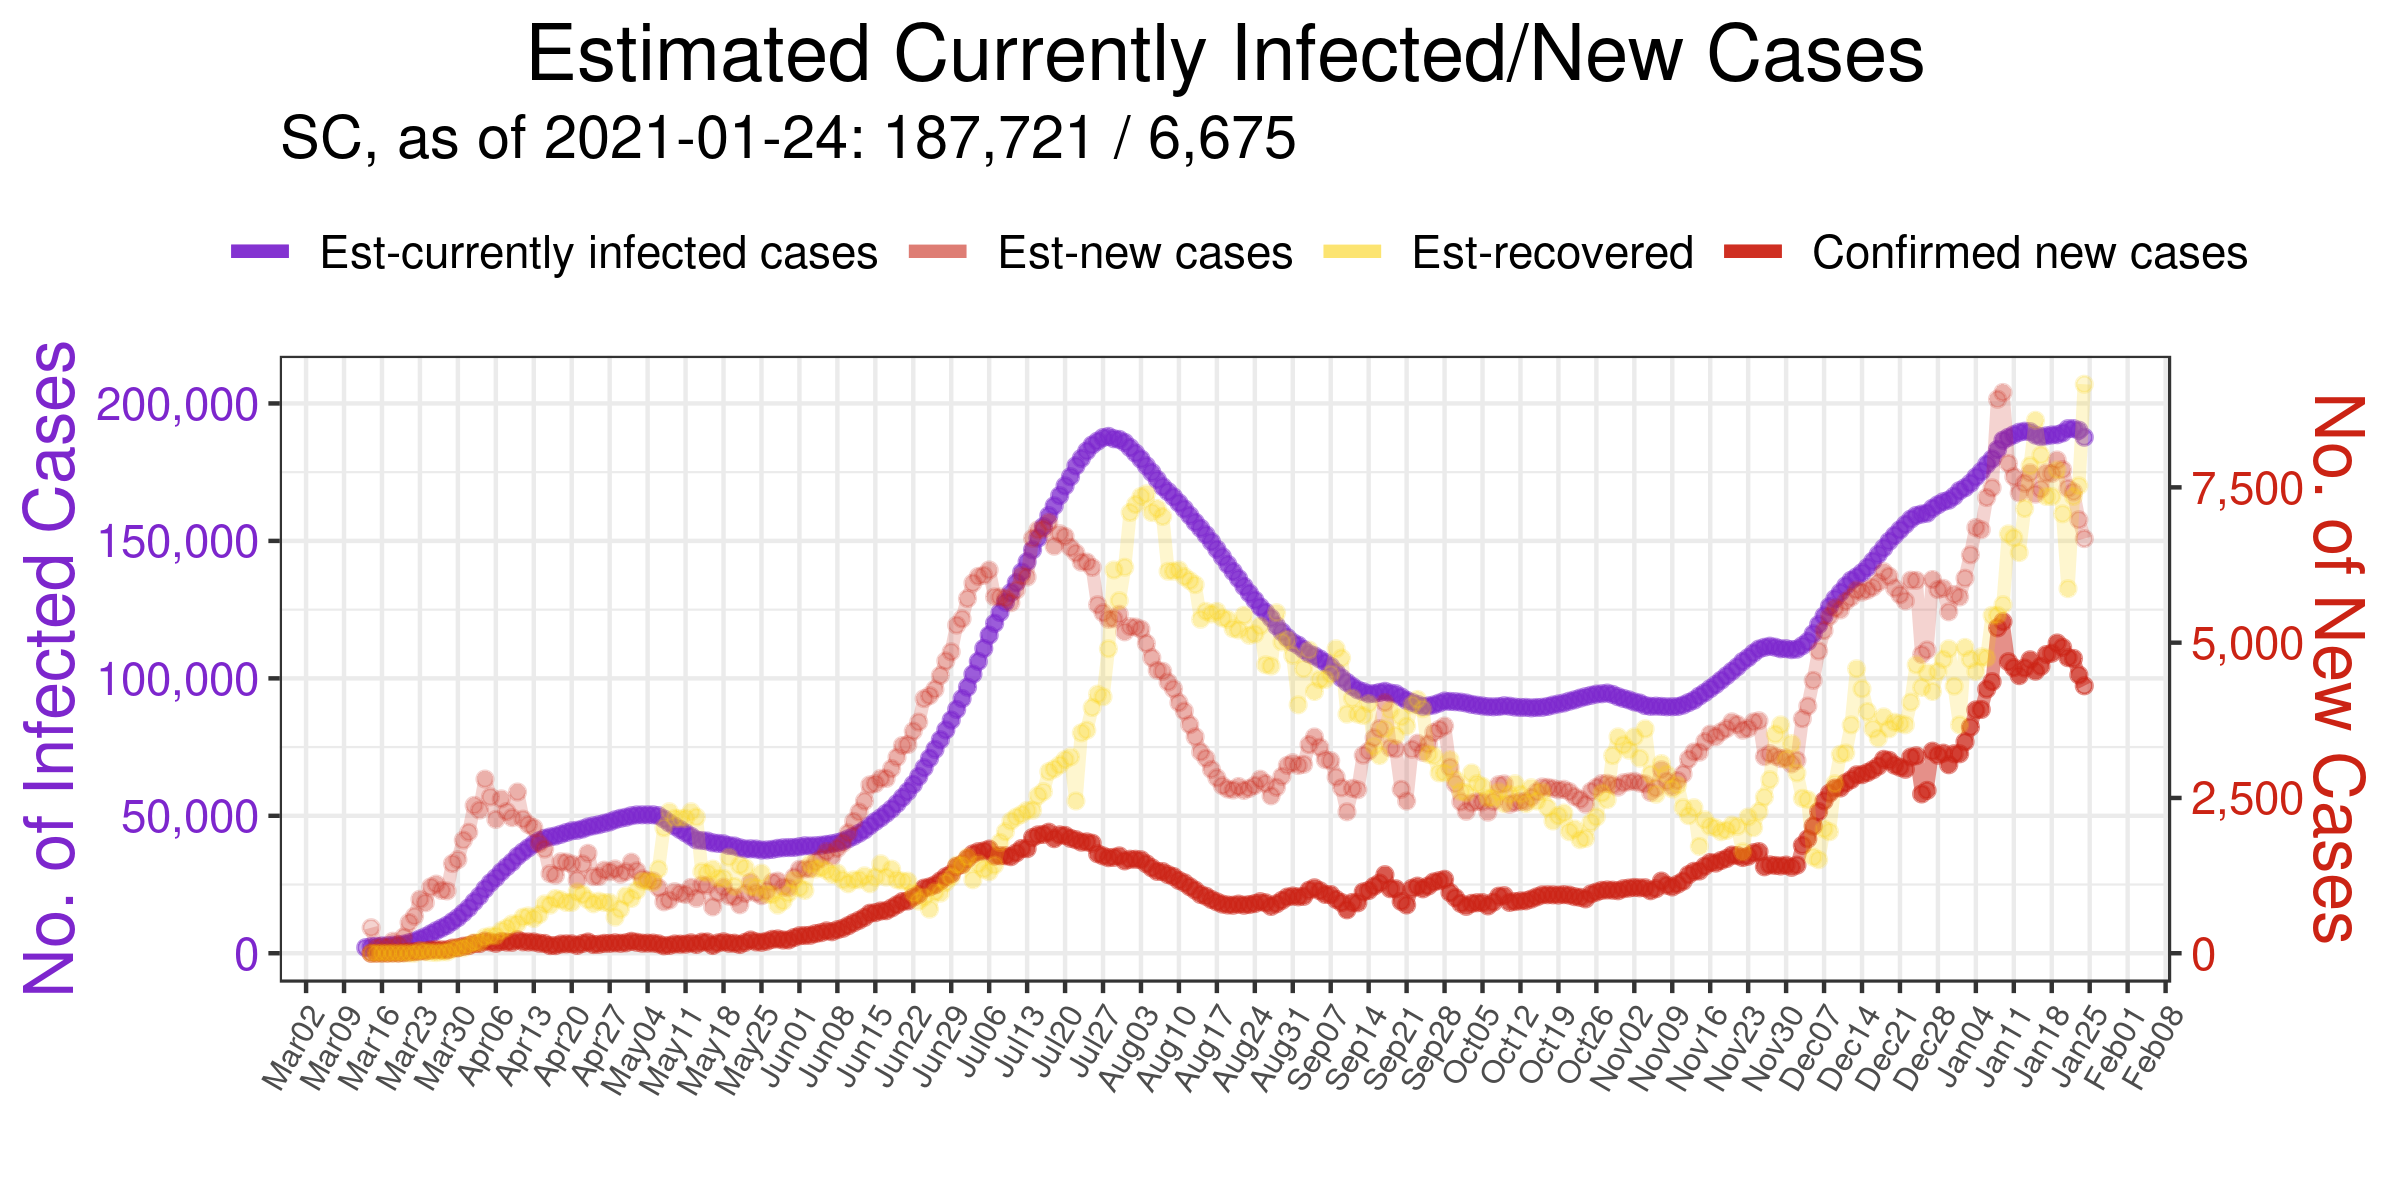 Estimated Currently Infected/New Cases
SC, as of 2021-01-24: 187,721 / 6,675
Est-currently infected cases Est-new cases Est-recovered Confirmed new cases
No. of Infected Cases
200,000
150,000
100,000
50,000
0
No. of New Cases
7,500
5,000
2,500
0
Mar02 Mar09 Mar16 Mar23 Mar30 Apr06 Apr13 Apr20 Apr27 May04 May11 May18 May25 Jun01 Jun08 Jun15 Jun22 Jun29 Jul06 Jul13 Jul20 Jul27 Aug03 Aug10 Aug17 Aug24 Aug31 Sep07 Sep14 Sep21 Sep28 Oct05 Oct12 Oct19 Oct26 Nov02 Nov09 Nov16 Nov23 Nov30 Dec07 Dec14 Dec21 Dec28 Jan04 Jan11 Jan18 Jan25 Feb01 Feb08